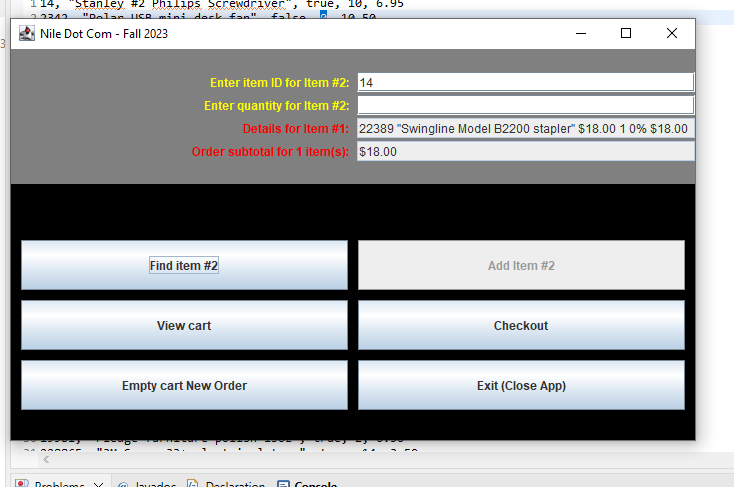 14, "Stanley #2 Philips Screwdriver", true, 10, 6.95
2342, "Polar USB mini desk fan", false, 0, 10.50
Nile Dot Com - Fall 2023
Enter item ID for Item #2: 14
Enter quantity for Item #2:
Details for Item #1: 22389 "Swingline Model B2200 stapler" $18.00 1 0% $18.00
Order subtotal for 1 item(s): $18.00
Find item #2 Add Item #2
View cart Checkout
Empty cart New Order Exit (Close App)
Problems Javadoc Declaration Console